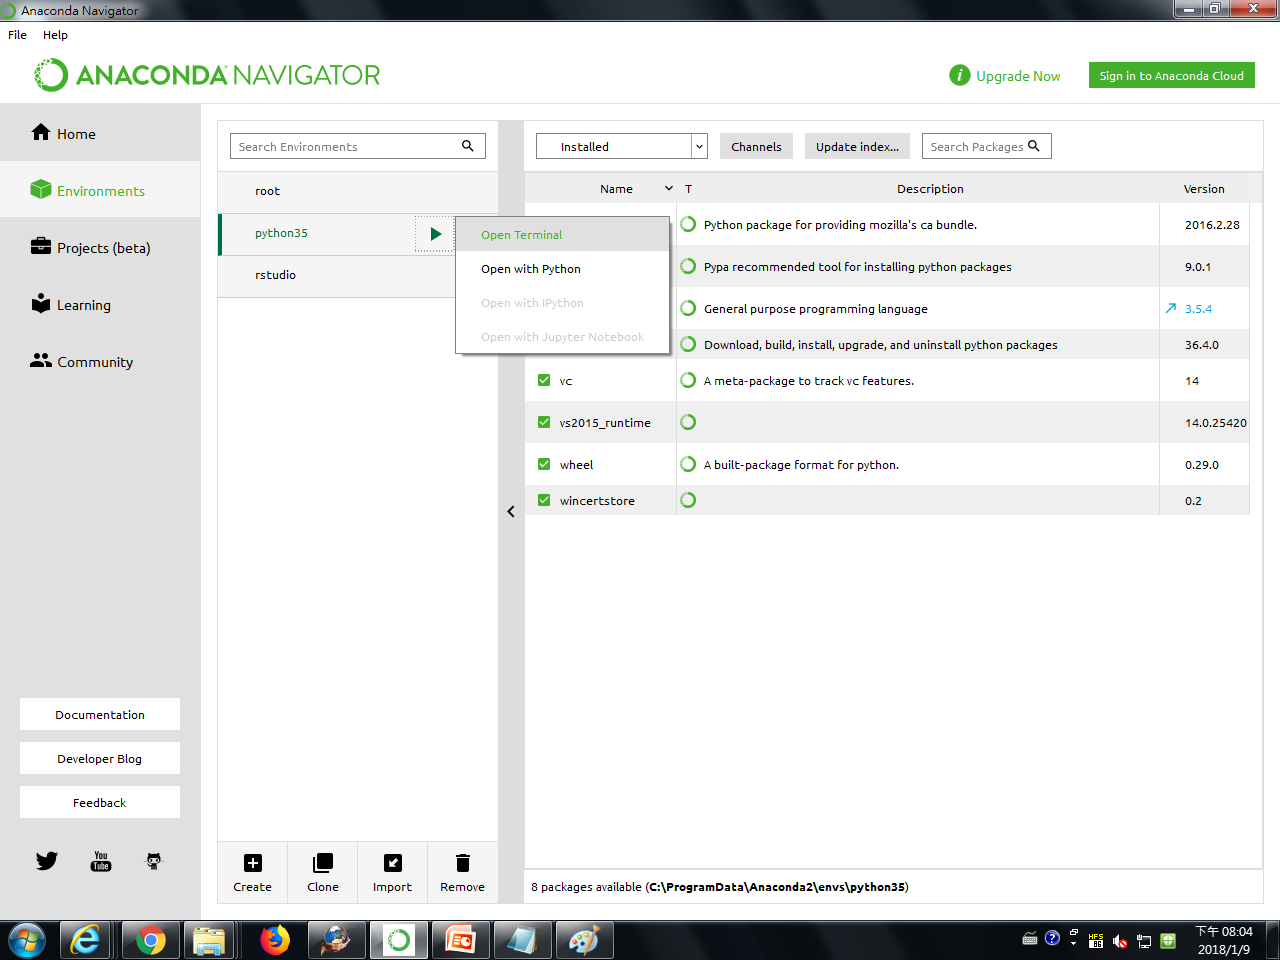 Anaconda Navigator
File Help
ANACONDA NAVIGATOR
Upgrade Now
Sign in to Anaconda Cloud
Home
Environments
Projects (beta)
Learning
Community
Documentation
Developer Blog
Feedback
You Tube
Search Environments
root
python35
rstudio
Open Terminal
Open with Python
Open with IPython
Open with Jupyter Notebook
Create Clone Import Remove
Installed Channels Update index... Search Packages
Name T Description Version
Python package for providing mozilla's ca bundle. 2016.2.28
Pypa recommended tool for installing python packages 9.0.1
General purpose programming language 3.5.4
Download, build, install, upgrade, and uninstall python packages 36.4.0
vc A meta-package to track vc features. 14
vs2015_runtime 14.0.25420
wheel A built-package format for python. 0.29.0
wincertstore 0.2
8 packages available (C:\ProgramData\Anaconda2\envs\python35)
下午 08:04
2018/1/9